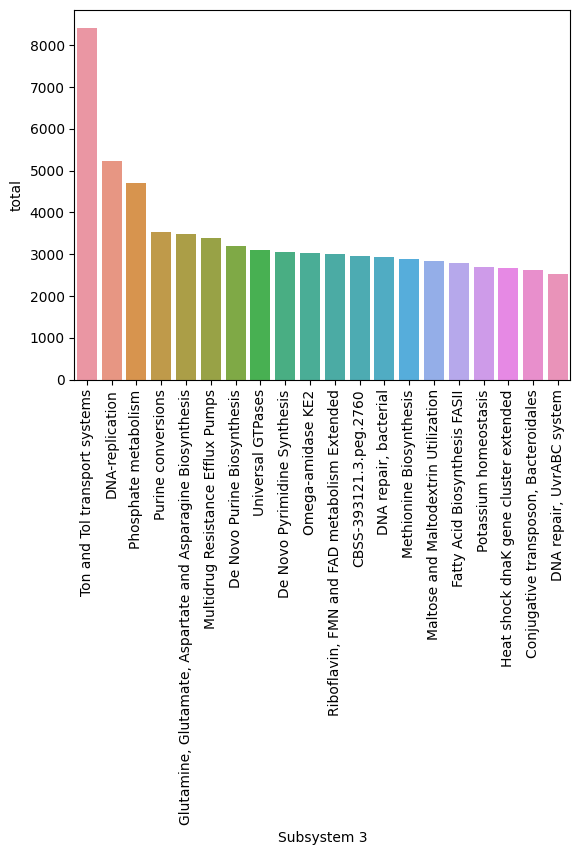 8000
7000
6000
5000
4000
3000
2000
1000
0
total
Ton and Tol transport systems
DNA-replication
Phosphate metabolism
Purine conversions
Glutamine, Glutamate, Aspartate and Asparagine Biosynthesis
Multidrug Resistance Efflux Pumps
De Novo Purine Biosynthesis
Universal GTPases
De Novo Pyrimidine Synthesis
Omega-amidase KE2
Riboflavin, FMN and FAD metabolism Extended
CBSS-393121.3.peg.2760
DNA repair, bacterial
Methionine Biosynthesis
Maltose and Maltodextrin Utilization
Fatty Acid Biosynthesis FASII
Potassium homeostasis
Heat shock dnaK gene cluster extended
Conjugative transposon, Bacteroidales
DNA repair, UvrABC system
Subsystem 3